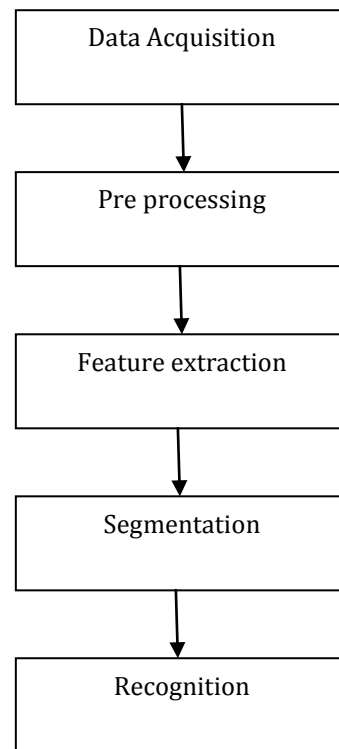 Data Acquisition
Pre processing
Feature extraction
Segmentation
Recognition